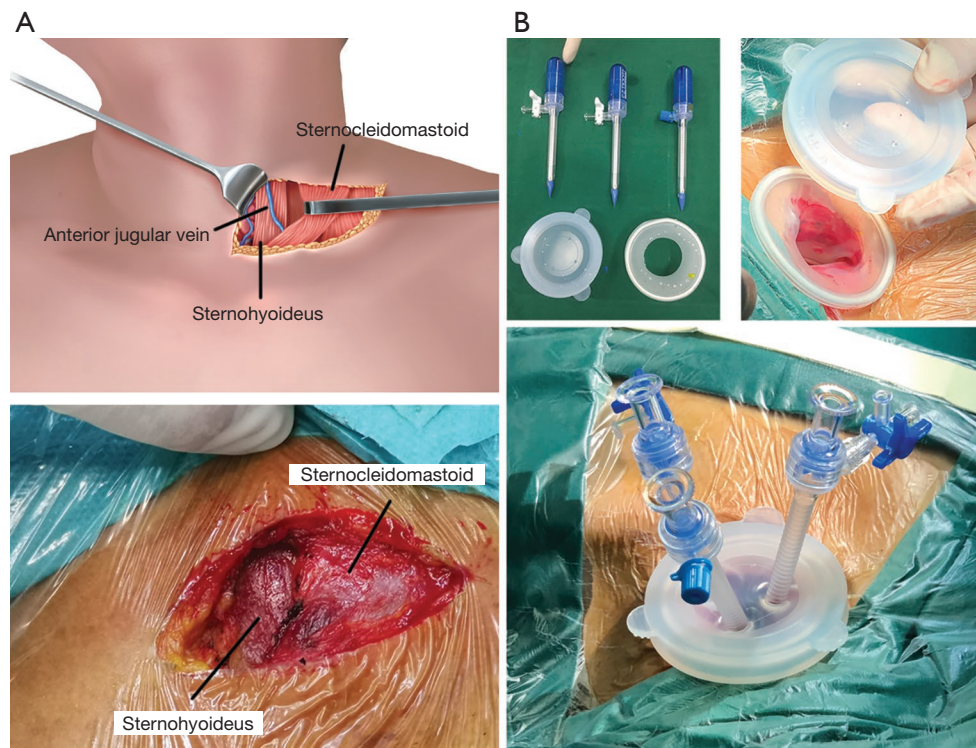 A
B
Sternocleidomastoid
Anterior jugular vein
Sternohyoideus
Sternocleidomastoid
Sternohyoideus